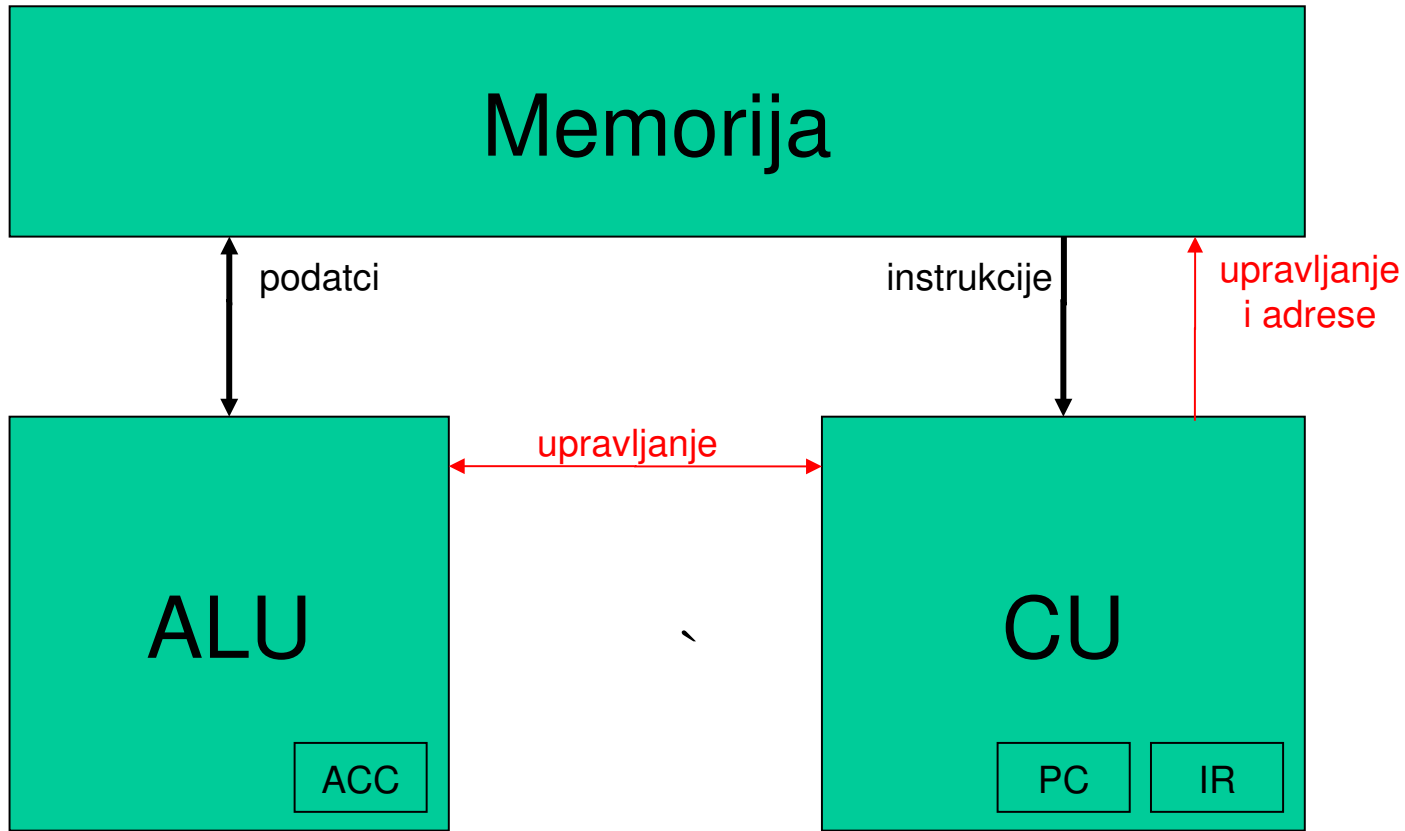 Memorija
podatci
instrukcije
upravljanje
i adrese
upravljanje
ALU
`
CU
ACC
PC
IR